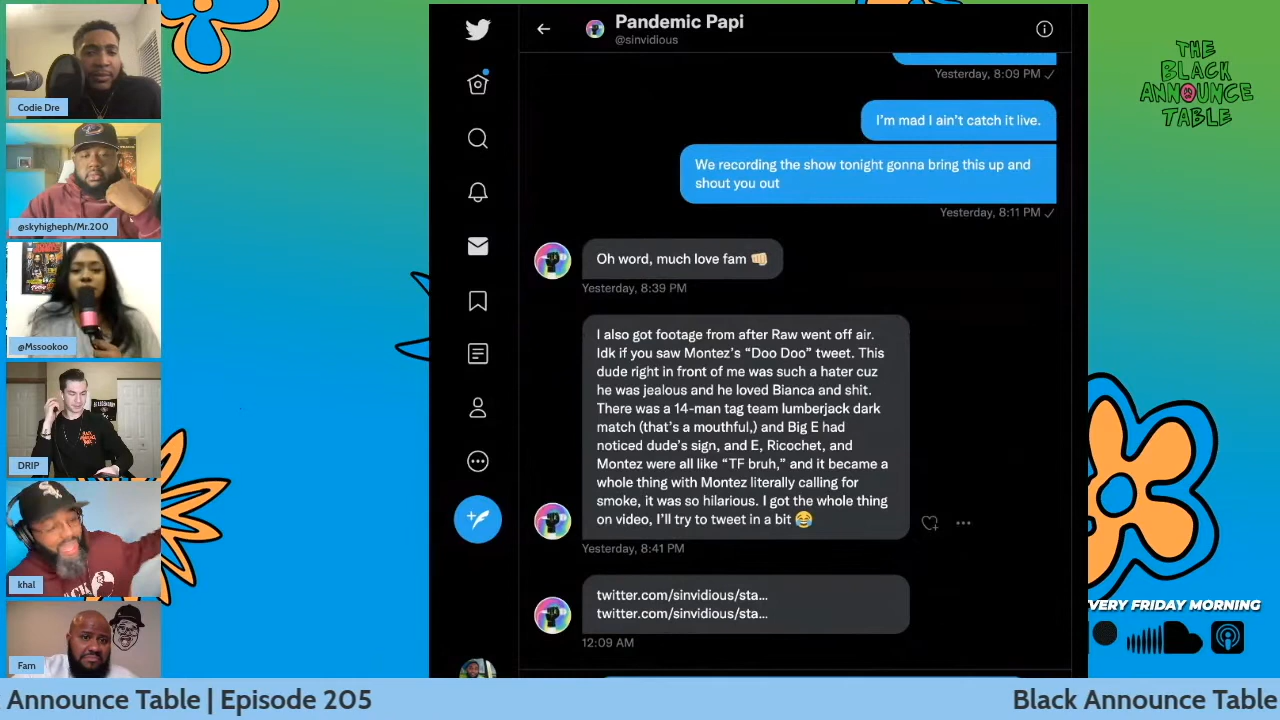 Codie Dre
@skyhigheph/Mr.200
@Mssookoo
DRIP
khal
Fam
Pandemic Papi
@sinvidious
Yesterday, 8:09 PM ✓
I'm mad I ain't catch it live.
We recording the show tonight gonna bring this up and
shout you out
Yesterday, 8:11 PM ✓
Oh word, much love fam 👊🏼
Yesterday, 8:39 PM
I also got footage from after Raw went off air.
Idk if you saw Montez's “Doo Doo” tweet. This
dude right in front of me was such a hater cuz
he was jealous and he loved Bianca and shit.
There was a 14-man tag team lumberjack dark
match (that's a mouthful,) and Big E had
noticed dude's sign, and E, Ricochet, and
Montez were all like “TF bruh,” and it became a
whole thing with Montez literally calling for
smoke, it was so hilarious. I got the whole thing
on video, I'll try to tweet in a bit 😂
Yesterday, 8:41 PM
twitter.com/sinvidious/sta...
twitter.com/sinvidious/sta...
12:09 AM
THE
BLACK
ANNOUNCE
TABLE
VERY FRIDAY MORNING
Announce Table | Episode 205
Black Announce Table